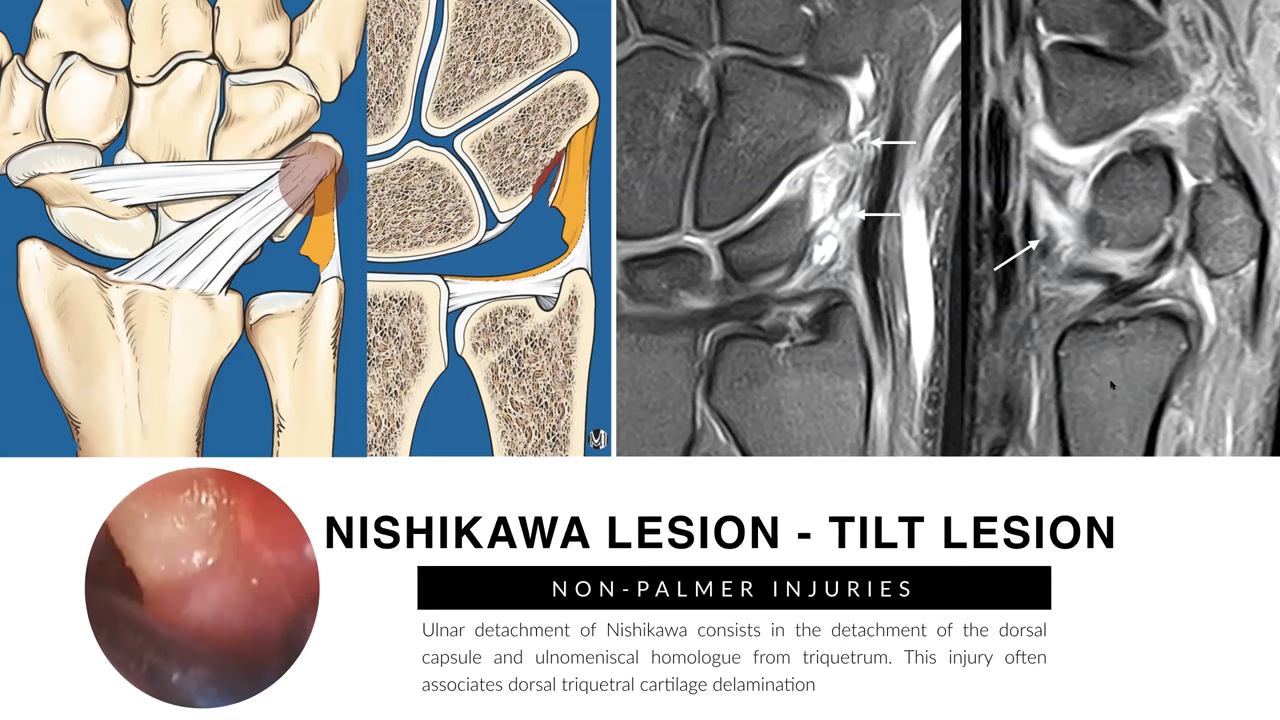 NISHIKAWA LESION - TILT LESION
NON-PALMER INJURIES
Ulnar detachment of Nishikawa consists in the detachment of the dorsal
capsule and ulnomeniscal homologue from triquetrum. This injury often
associates dorsal triquetral cartilage delamination